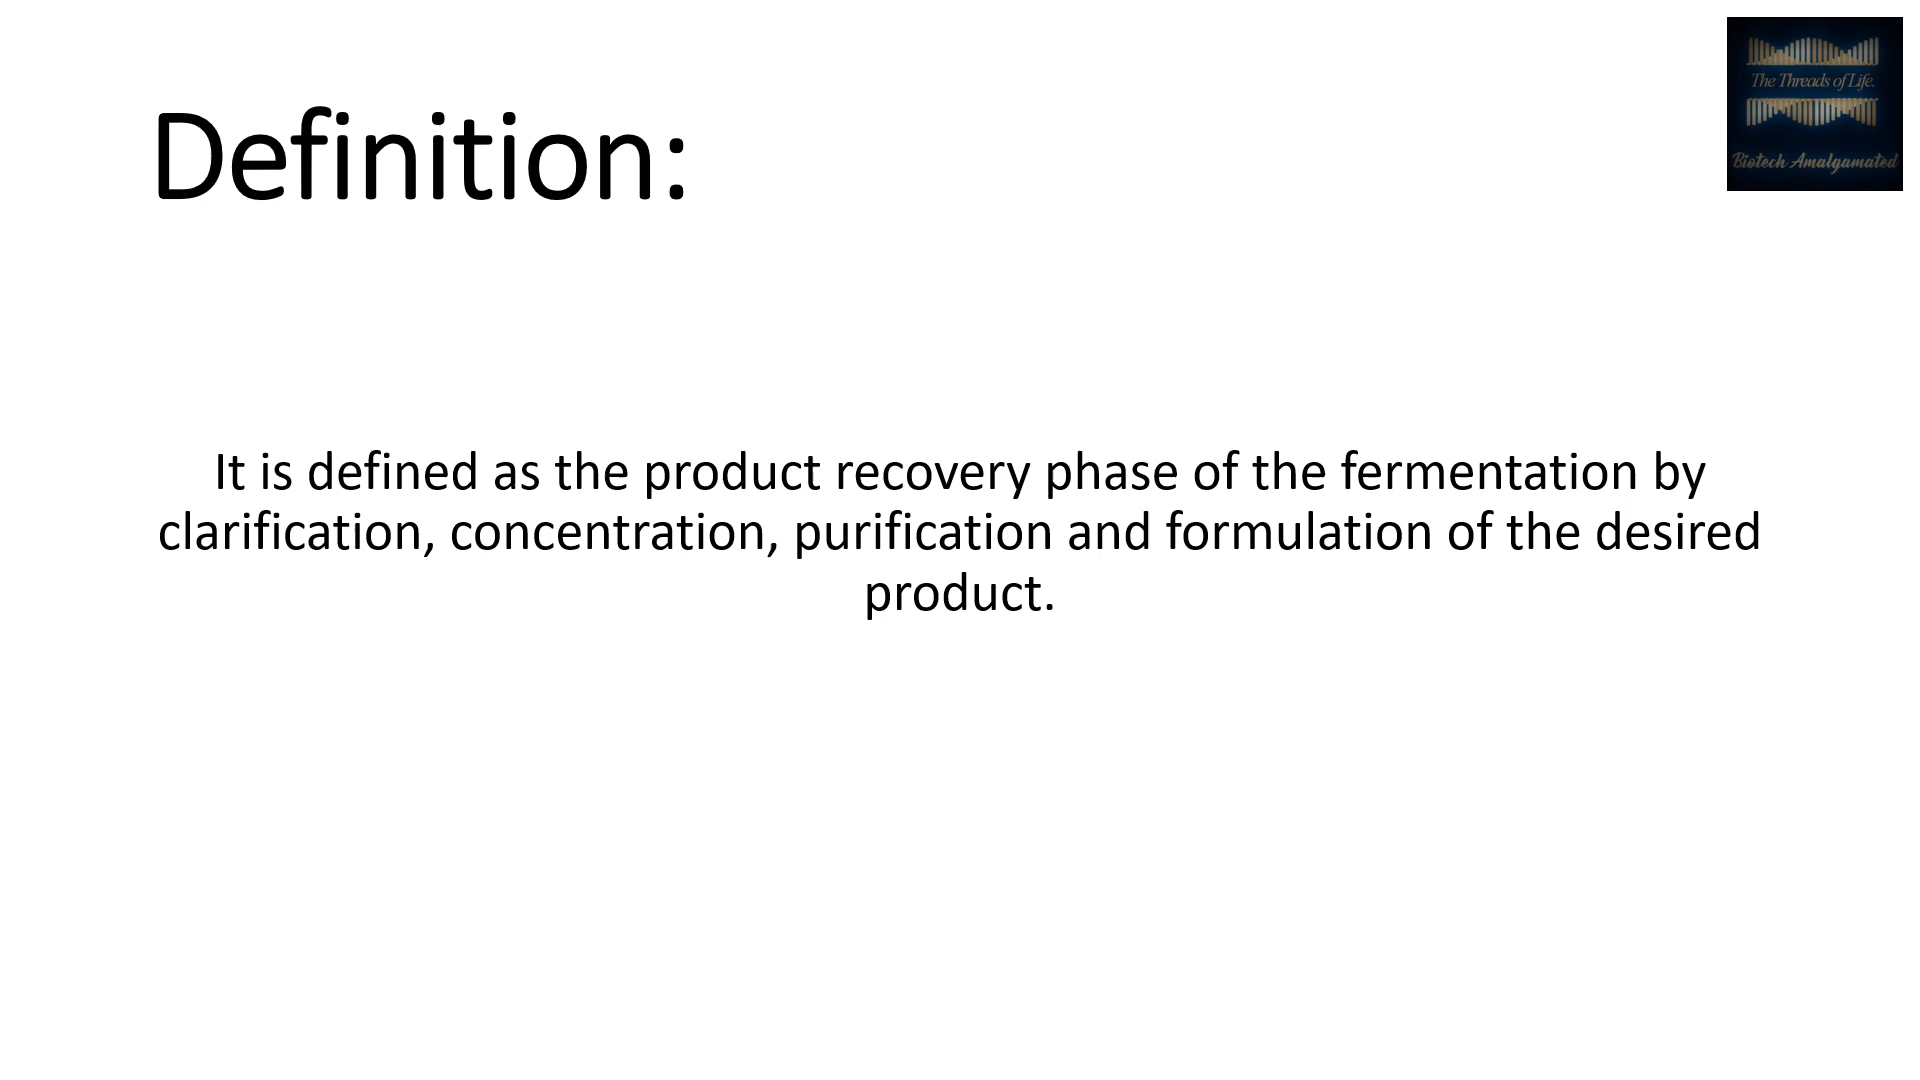 The Threads of Life.
Biotech Amalgamated
Definition:
It is defined as the product recovery phase of the fermentation by
clarification, concentration, purification and formulation of the desired
product.